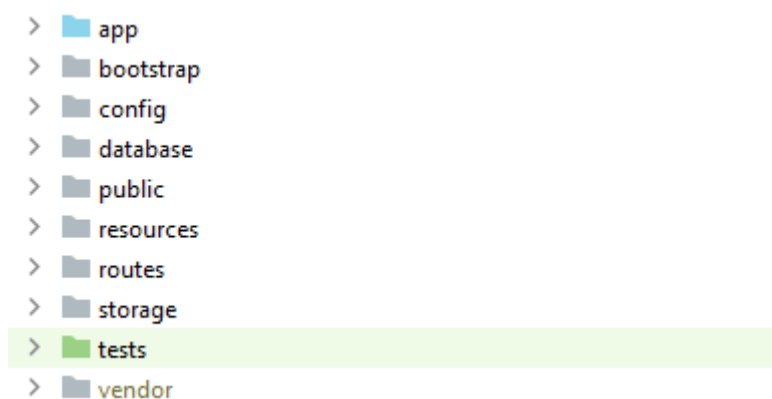 app
bootstrap
config
database
public
resources
routes
storage
tests
vendor